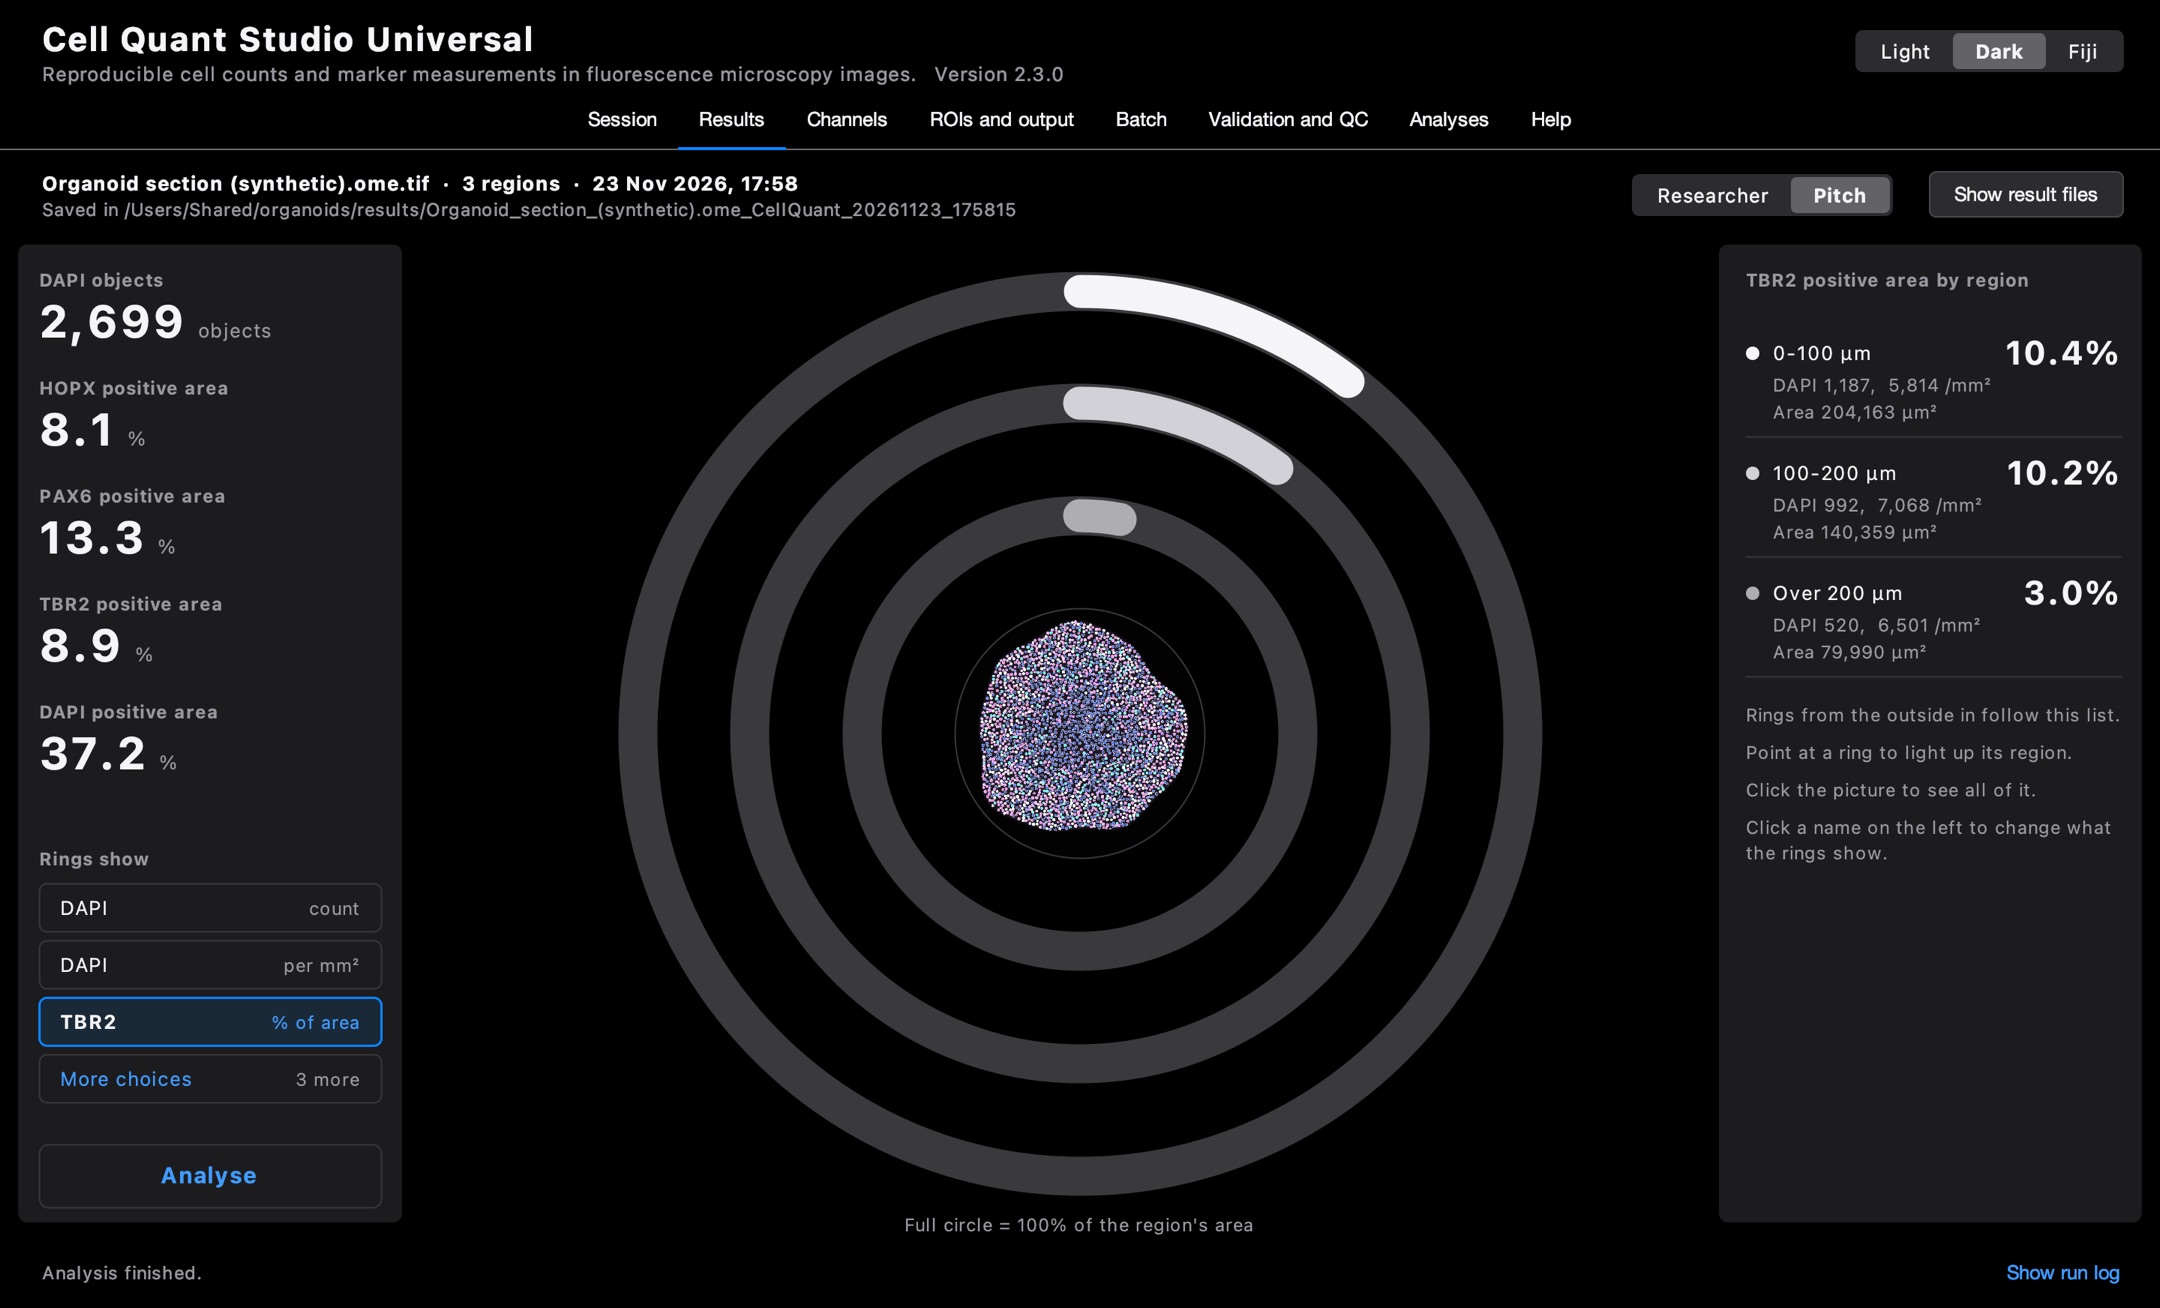 Cell Quant Studio Universal
Reproducible cell counts and marker measurements in fluorescence microscopy images. Version 2.3.0
Light Dark Fiji
Session Results Channels ROIs and output Batch Validation and QC Analyses Help
Organoid section (synthetic).ome.tif · 3 regions · 23 Nov 2026, 17:58
Saved in /Users/Shared/organoids/results/Organoid_section_(synthetic).ome_CellQuant_20261123_175815
Researcher Pitch
Show result files
DAPI objects
2,699 objects
HOPX positive area
8.1 %
PAX6 positive area
13.3 %
TBR2 positive area
8.9 %
DAPI positive area
37.2 %
Rings show
DAPI count
DAPI per mm²
TBR2 % of area
More choices 3 more
Analyse
Full circle = 100% of the region's area
TBR2 positive area by region
0-100 µm 10.4%
DAPI 1,187, 5,814 /mm²
Area 204,163 µm²
100-200 µm 10.2%
DAPI 992, 7,068 /mm²
Area 140,359 µm²
Over 200 µm 3.0%
DAPI 520, 6,501 /mm²
Area 79,990 µm²
Rings from the outside in follow this list.
Point at a ring to light up its region.
Click the picture to see all of it.
Click a name on the left to change what
the rings show.
Analysis finished.
Show run log